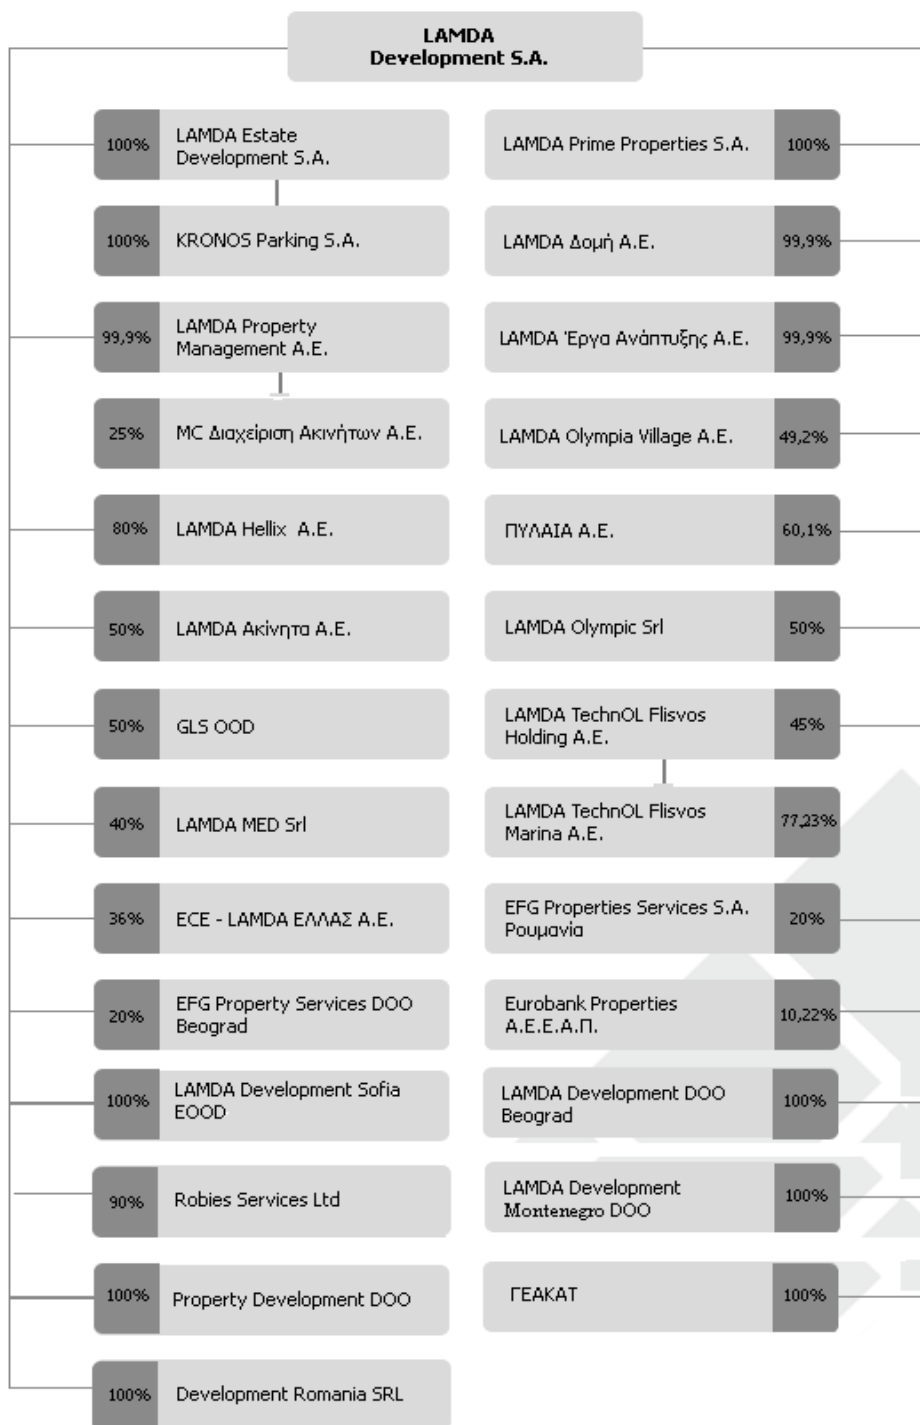 LAMDA
Development S.A.
100%
LAMDA Estate
Development S.A.
LAMDA Prime Properties S.A.
100%
100%
KRONOS Parking S.A.
LAMDA Δομή Α.Ε.
99,9%
99,9%
LAMDA Property
Management A.E.
LAMDA Έργα Ανάπτυξης Α.Ε.
99,9%
25%
MC Διαχείριση Ακινήτων Α.Ε.
LAMDA Olympia Village A.E.
49,2%
80%
LAMDA Hellix A.E.
ΠΥΛΑΙΑ Α.Ε.
60,1%
50%
LAMDA Ακίνητα Α.Ε.
LAMDA Olympic Srl
50%
50%
GLS OOD
LAMDA TechnOL Flisvos
Holding A.E.
45%
40%
LAMDA MED Srl
LAMDA TechnOL Flisvos
Marina A.E.
77,23%
36%
ECE - LAMDA ΕΛΛΑΣ Α.Ε.
EFG Properties Services S.A.
Ρουμανία
20%
20%
EFG Property Services DOO
Beograd
Eurobank Properties
Α.Ε.Ε.Α.Π.
10,22%
100%
LAMDA Development Sofia
EOOD
LAMDA Development DOO
Beograd
100%
90%
Robies Services Ltd
LAMDA Development
Montenegro DOO
100%
100%
Property Development DOO
ΓΕΑΚΑΤ
100%
100%
Development Romania SRL